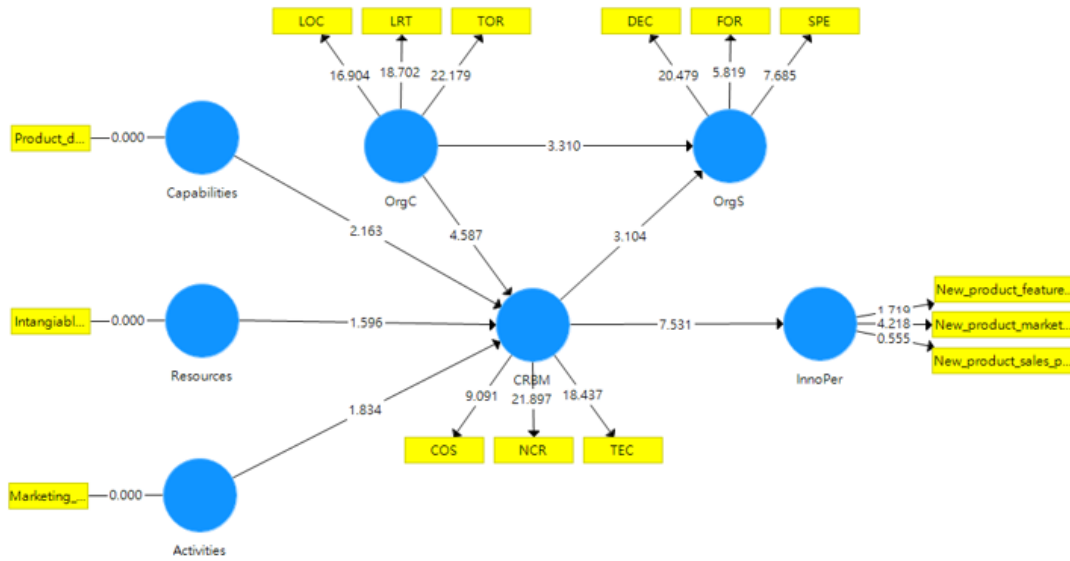 LOC LRT TOR DEC FOR SPE
16.904 18.702 22.179 20.479 5.819 7.685
Product_d... 0.000
3.310
Capabilities OrgC OrgS
2.163 4.587 3.104
New_product_feature...
Intangiabl... 0.000 1.596 7.531 1.719
4.218 New_product_market...
0.555 New_product_sales_p...
Resources CRBM InnoPer
1.834 9.091 21.897 18.437
COS NCR TEC
Marketing_... 0.000
Activities